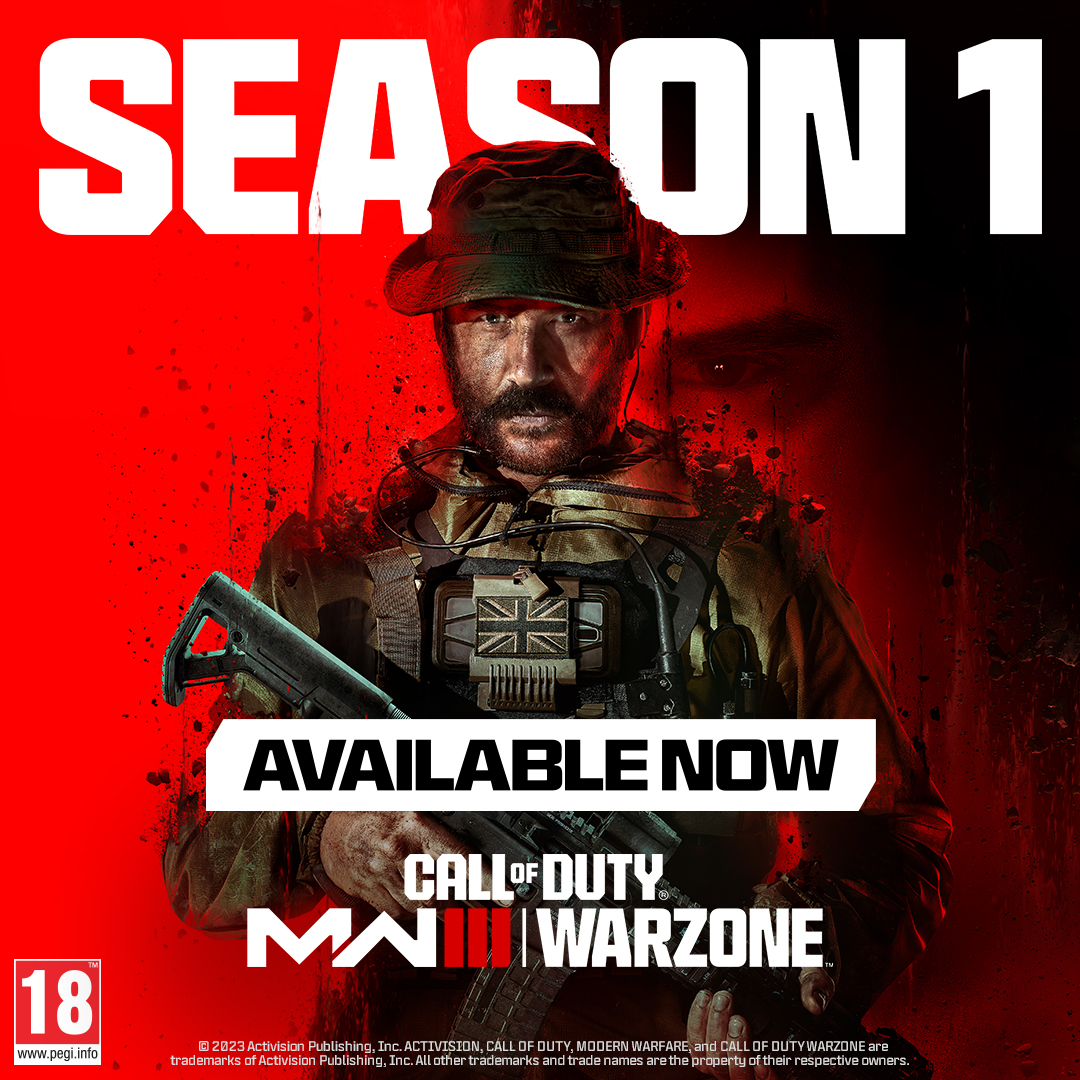 SEASON 1
AVAILABLE NOW
CALL OF DUTY®
MWIII | WARZONE™
18™
www.pegi.info
© 2023 Activision Publishing, Inc. ACTIVISION, CALL OF DUTY, MODERN WARFARE, and CALL OF DUTY WARZONE are
trademarks of Activision Publishing, Inc. All other trademarks and trade names are the property of their respective owners.